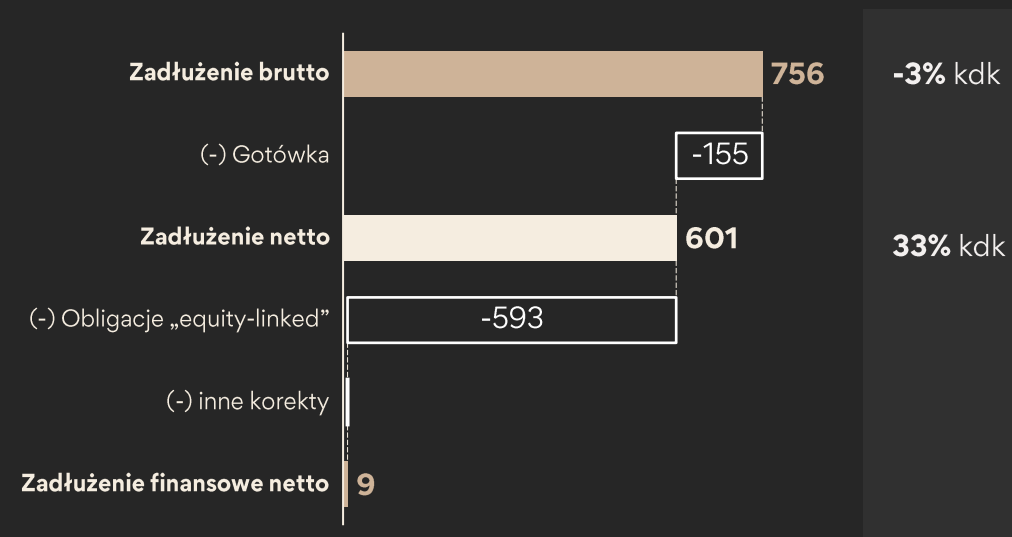 Zadłużenie brutto 756 -3% kdk
(-) Gotówka -155
Zadłużenie netto 601 33% kdk
(-) Obligacje „equity-linked” -593
(-) inne korekty
Zadłużenie finansowe netto 9